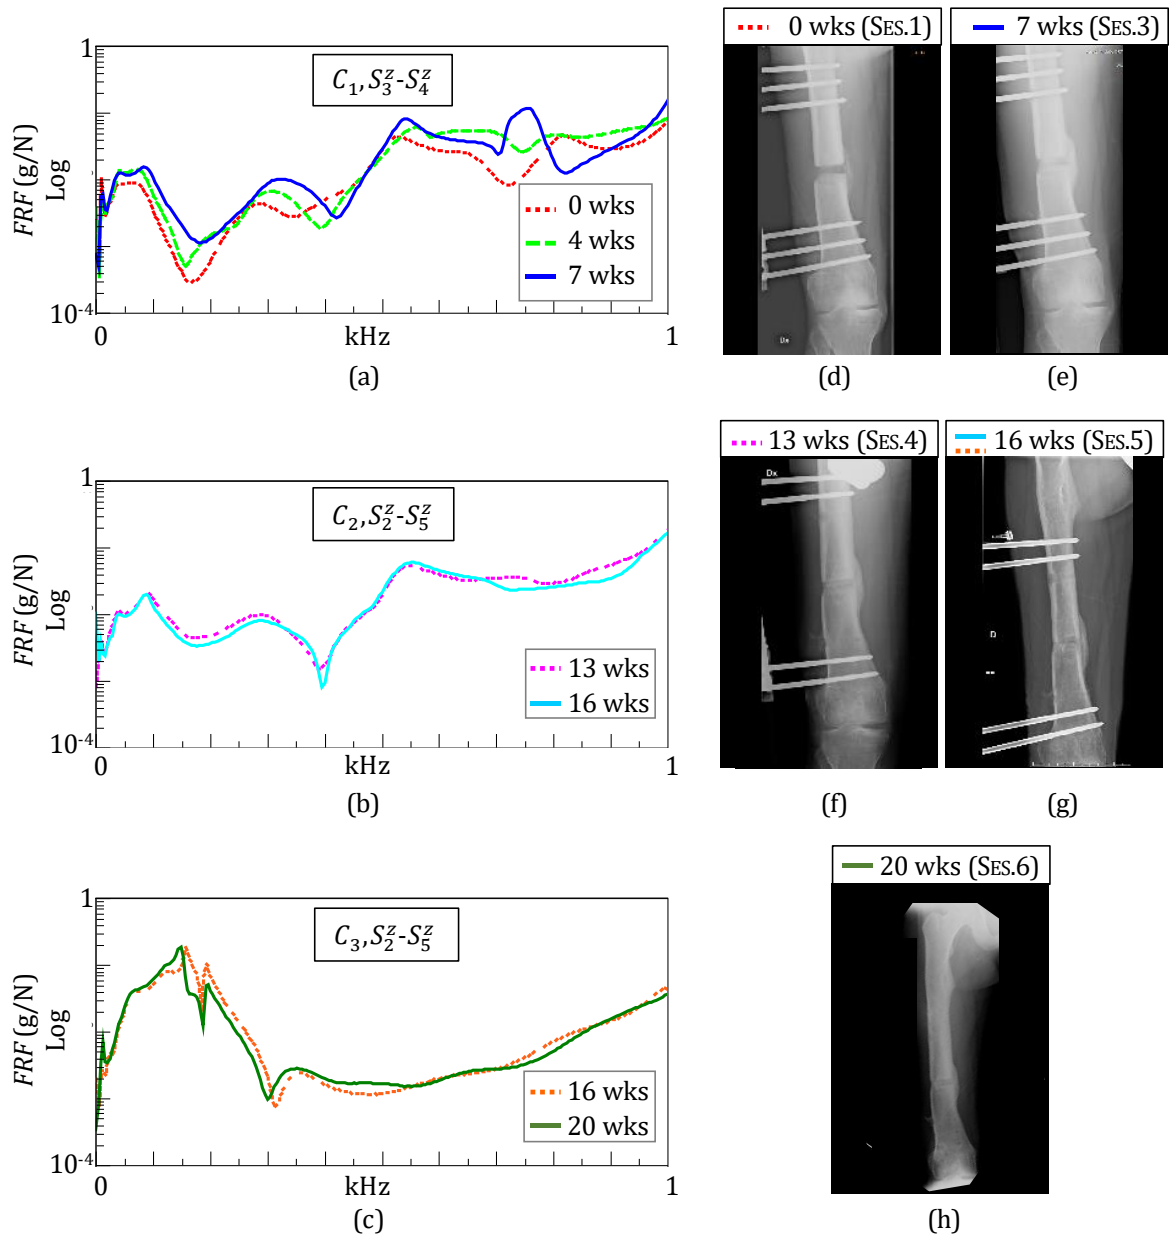 1
C₁, S₃ᶻ-S₄ᶻ
FRF (g/N)
Log
0 wks
4 wks
7 wks
10⁻⁴
0
kHz
1
(a)
0 wks (SES.1)
Dx
(d)
7 wks (SES.3)
(e)
1
C₂, S₂ᶻ-S₅ᶻ
FRF (g/N)
Log
13 wks
16 wks
10⁻⁴
0
kHz
1
(b)
13 wks (SES.4)
Dx
(f)
16 wks (SES.5)
D
(g)
1
C₃, S₂ᶻ-S₅ᶻ
FRF (g/N)
Log
16 wks
20 wks
10⁻⁴
0
kHz
1
(c)
20 wks (SES.6)
(h)